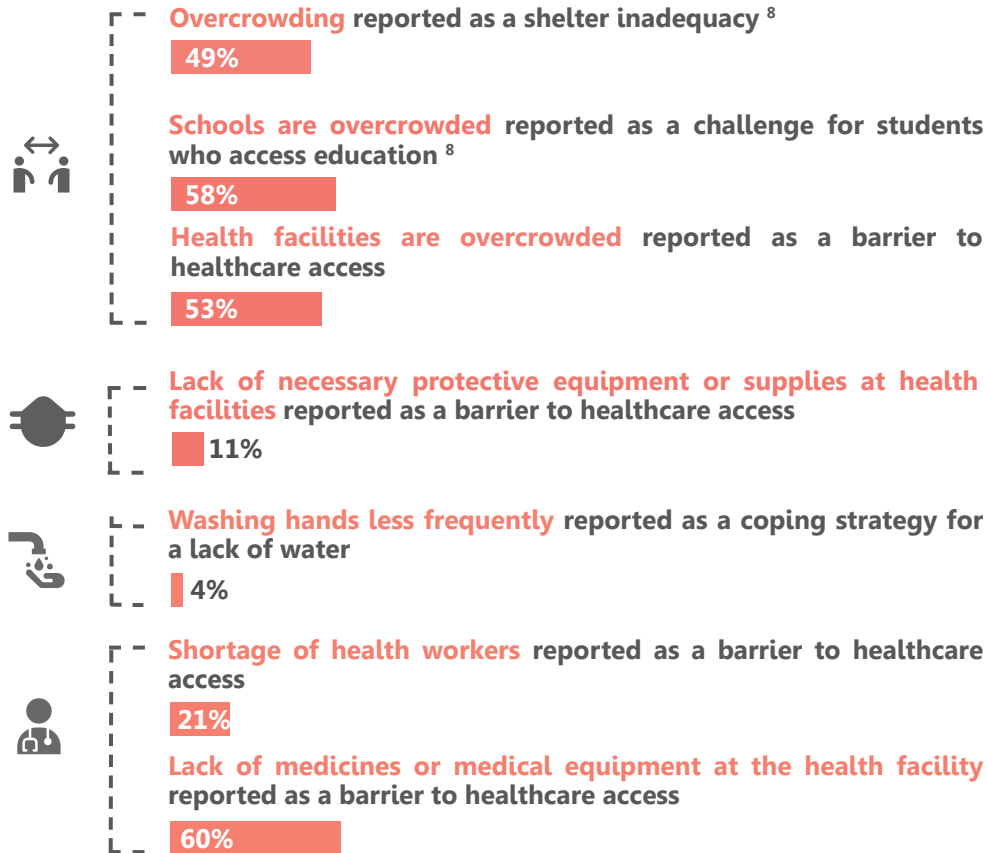 Overcrowding reported as a shelter inadequacy ⁸
49%
Schools are overcrowded reported as a challenge for students
who access education ⁸
58%
Health facilities are overcrowded reported as a barrier to
healthcare access
53%
Lack of necessary protective equipment or supplies at health
facilities reported as a barrier to healthcare access
11%
Washing hands less frequently reported as a coping strategy for
a lack of water
4%
Shortage of health workers reported as a barrier to healthcare
access
21%
Lack of medicines or medical equipment at the health facility
reported as a barrier to healthcare access
60%